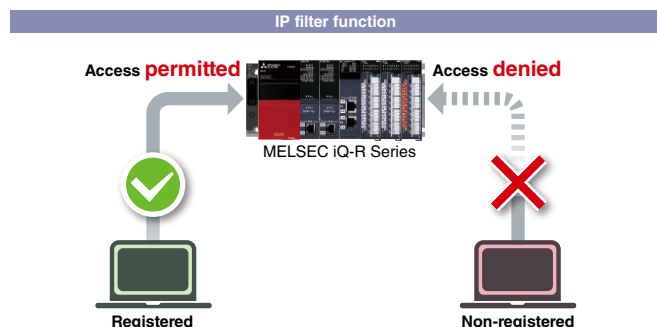 IP filter function
Access permitted
Access denied
MELSEC iQ-R Series
Registered
Non-registered